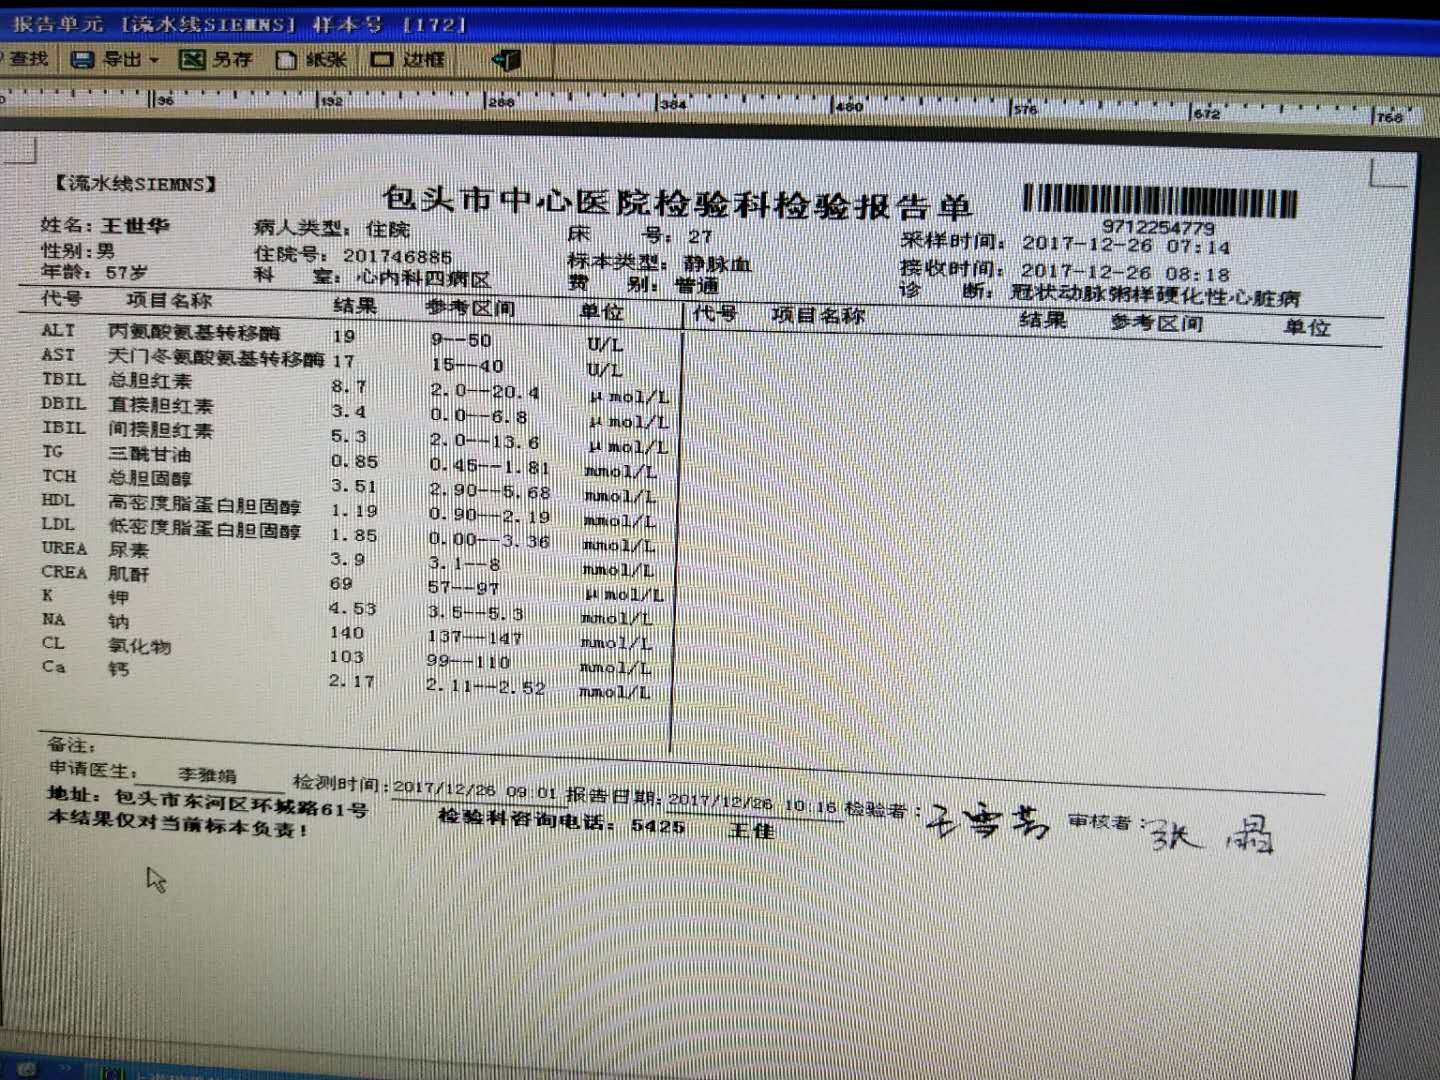 报告单元 [流水线SIEMNS] 样本号 [172]
查找 导出 另存 纸张 边框
0 96 192 288 384 480 576 672 768
【流水线SIEMNS】
包头市中心医院检验科检验报告单
9712254779
姓名: 王世华 病人类型: 住院 床 号: 27 采样时间: 2017-12-26 07:14
性别: 男 住院号: 201746885 标本类型: 静脉血 接收时间: 2017-12-26 08:18
年龄: 57岁 科 室: 心内科四病区 费 别: 普通 诊 断: 冠状动脉粥样硬化性心脏病
代号 项目名称 结果 参考区间 单位 代号 项目名称 结果 参考区间 单位
ALT 丙氨酸氨基转移酶 19 9--50 U/L
AST 天门冬氨酸氨基转移酶 17 15--40 U/L
TBIL 总胆红素 8.7 2.0--20.4 μmol/L
DBIL 直接胆红素 3.4 0.0--6.8 μmol/L
IBIL 间接胆红素 5.3 2.0--13.6 μmol/L
TG 三酰甘油 0.85 0.45--1.81 mmol/L
TCH 总胆固醇 3.51 2.90--5.68 mmol/L
HDL 高密度脂蛋白胆固醇 1.19 0.90--2.19 mmol/L
LDL 低密度脂蛋白胆固醇 1.85 0.00--3.36 mmol/L
UREA 尿素 3.9 3.1--8 mmol/L
CREA 肌酐 69 57--97 μmol/L
K 钾 4.53 3.5--5.3 mmol/L
NA 钠 140 137--147 mmol/L
CL 氯化物 103 99--110 mmol/L
Ca 钙 2.17 2.11--2.52 mmol/L
备注:
申请医生: 李雅娟 检测时间: 2017/12/26 09:01 报告日期: 2017/12/26 10:16 检验者: 王雪芳 审核者: 张晶
地址: 包头市东河区环城路61号 检验科咨询电话: 5425 王佳
本结果仅对当前标本负责!